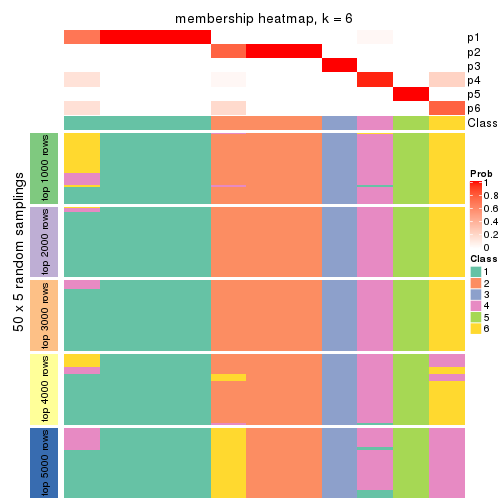 membership heatmap, k = 6
p1
p2
p3
p4
p5
p6
Class
50 x 5 random samplings
top 1000 rows
top 2000 rows
top 3000 rows
top 4000 rows
top 5000 rows
Prob
1
0.8
0.6
0.4
0.2
0
Class
1
2
3
4
5
6